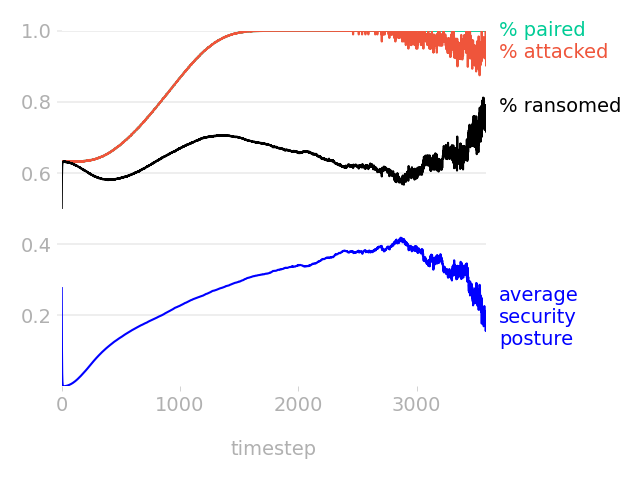 1.0
% paired
% attacked
0.8
% ransomed
0.6
0.4
average
security
posture
0.2
0
1000
2000
3000
timestep